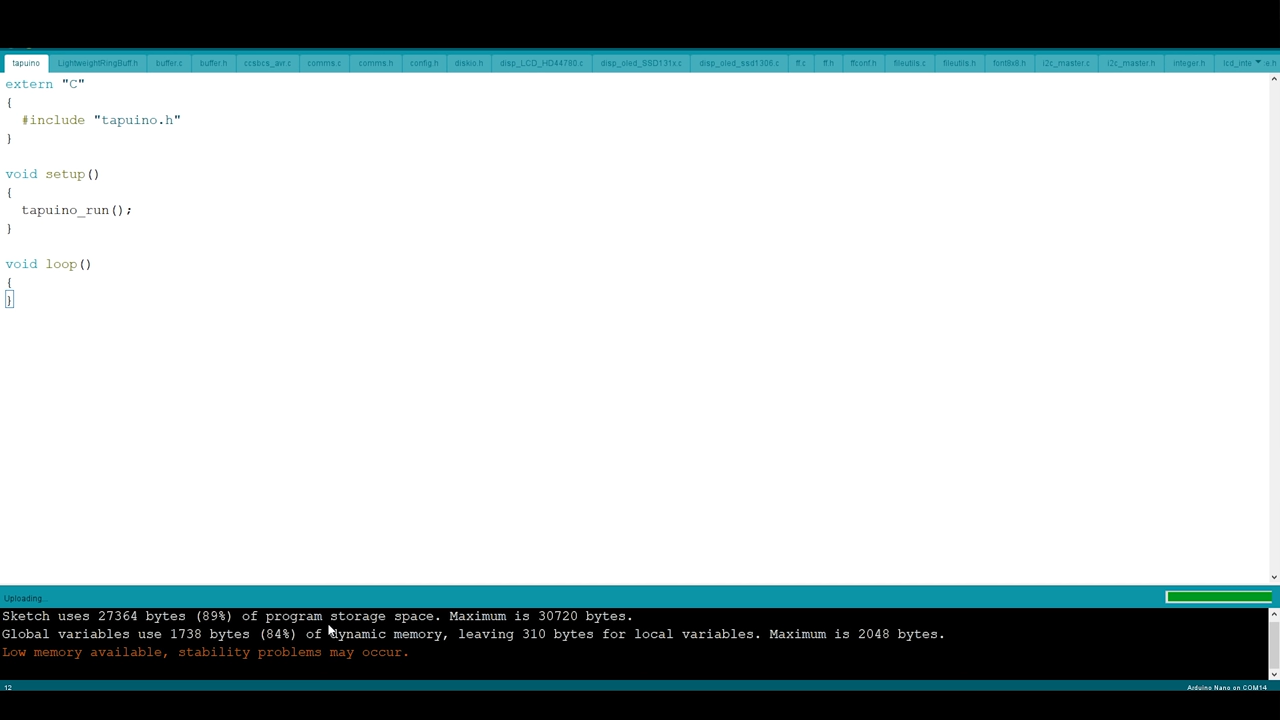 tapuino LightweightRingBuff.h buffer.c buffer.h ccsbcs_avr.c comms.c comms.h config.h diskio.h disp_LCD_HD44780.c disp_oled_SSD131x.c disp_oled_ssd1306.c ff.c ff.h ffconf.h fileutils.c fileutils.h font8x8.h i2c_master.c i2c_master.h integer.h
extern "C"
{
#include "tapuino.h"
}
void setup()
{
tapuino_run();
}
void loop()
{
}
Uploading...
Sketch uses 27364 bytes (89%) of program storage space. Maximum is 30720 bytes.
Global variables use 1738 bytes (84%) of dynamic memory, leaving 310 bytes for local variables. Maximum is 2048 bytes.
Low memory available, stability problems may occur.
12 Arduino Nano on COM14